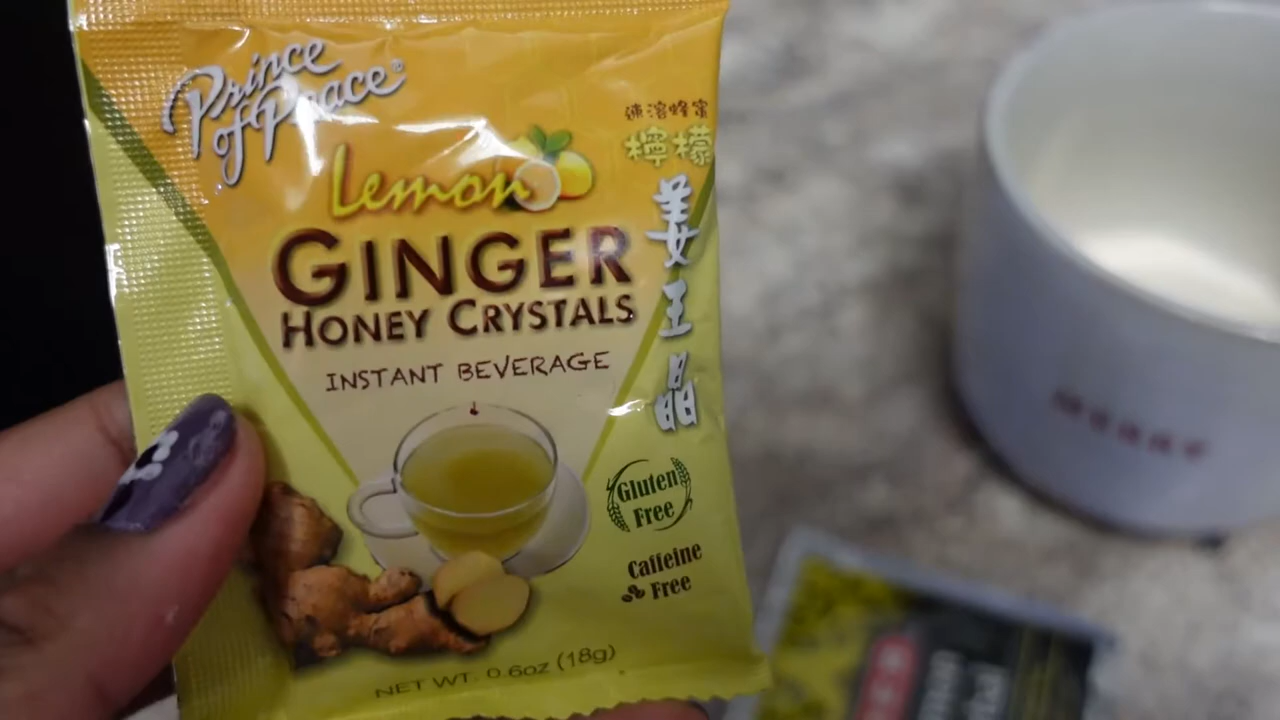 Prince
of Peace®
Lemon
GINGER
HONEY CRYSTALS
INSTANT BEVERAGE
速溶蜂蜜
檸檬
姜
王
晶
Gluten
Free
Caffeine
Free
NET WT. 0.6oz (18g)